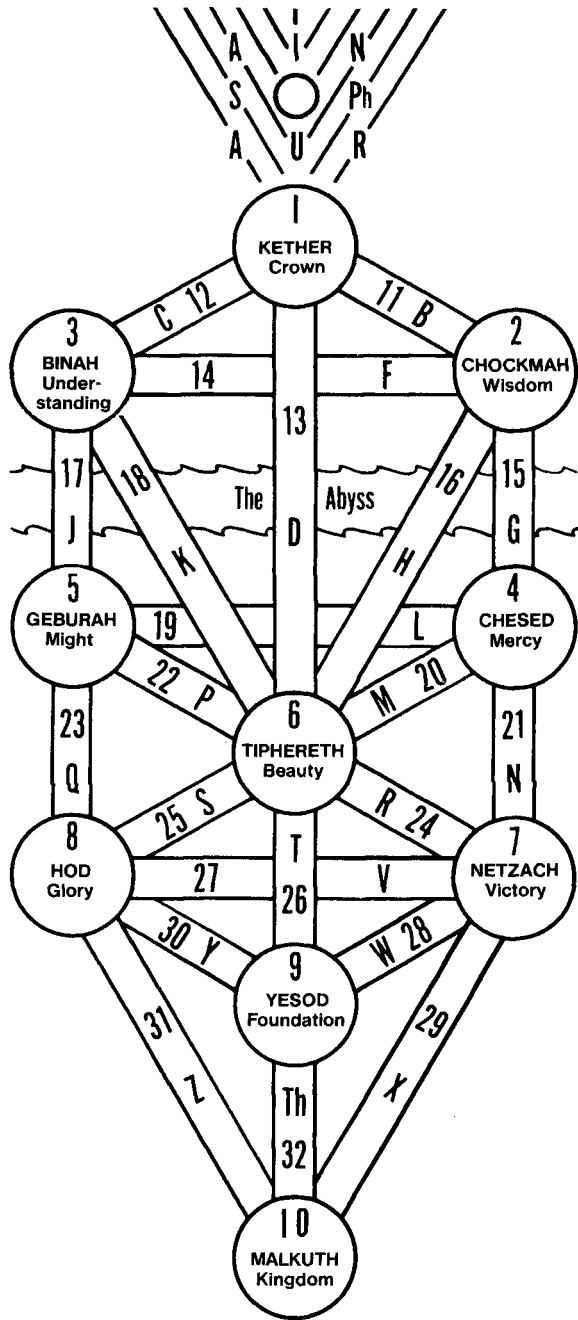 A I N
S Ph
A U R
1
KETHER
Crown
C 12
11 B
3
BINAH
Under-
standing
2
CHOCKMAH
Wisdom
14 F
13
17
18
16
15
The Abyss
J
K
D
H
G
5
GEBURAH
Might
4
CHESED
Mercy
19 L
22 P
M 20
23
Q
6
TIPHERETH
Beauty
21
N
25 S
R 24
8
HOD
Glory
T
26
7
NETZACH
Victory
27 V
30 Y
W 28
9
YESOD
Foundation
31
Z
29
X
Th
32
10
MALKUTH
Kingdom